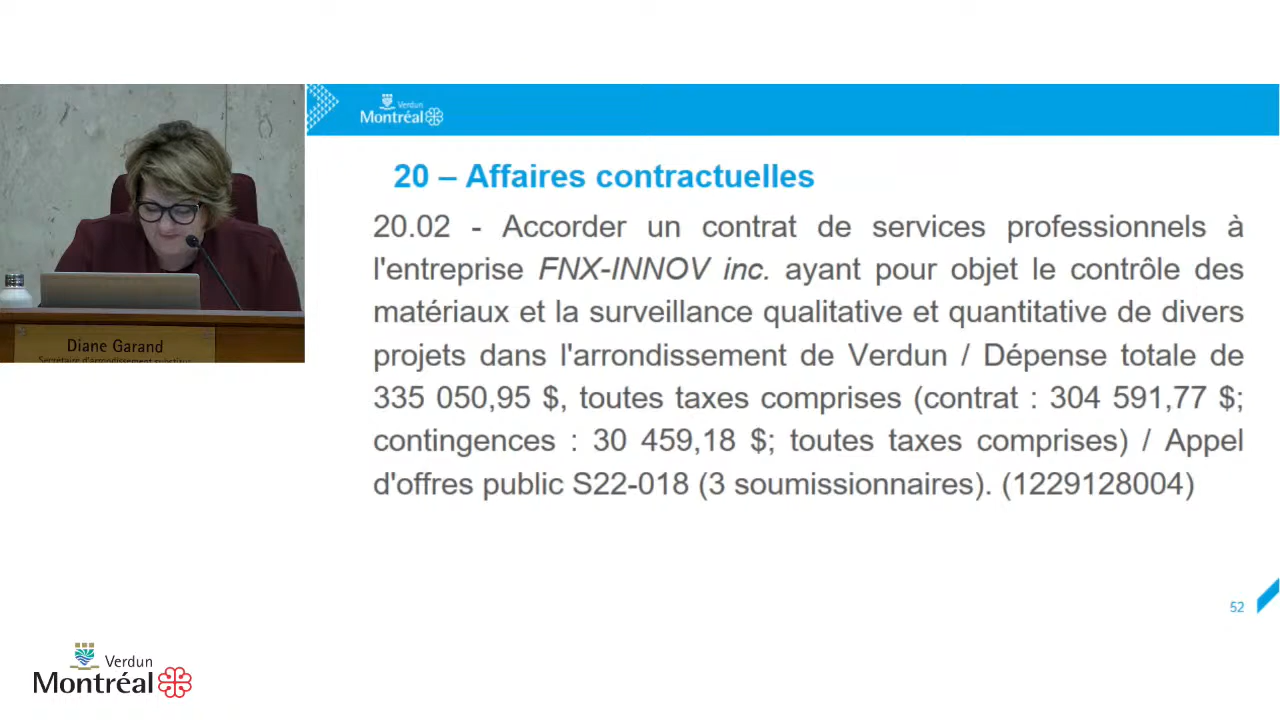 Verdun
Montréal
20 – Affaires contractuelles
20.02 - Accorder un contrat de services professionnels à
l'entreprise FNX-INNOV inc. ayant pour objet le contrôle des
matériaux et la surveillance qualitative et quantitative de divers
projets dans l'arrondissement de Verdun / Dépense totale de
335 050,95 $, toutes taxes comprises (contrat : 304 591,77 $;
contingences : 30 459,18 $; toutes taxes comprises) / Appel
d'offres public S22-018 (3 soumissionnaires). (1229128004)
52
Diane Garand
Secrétaire d'arrondissement substitut
Verdun
Montréal